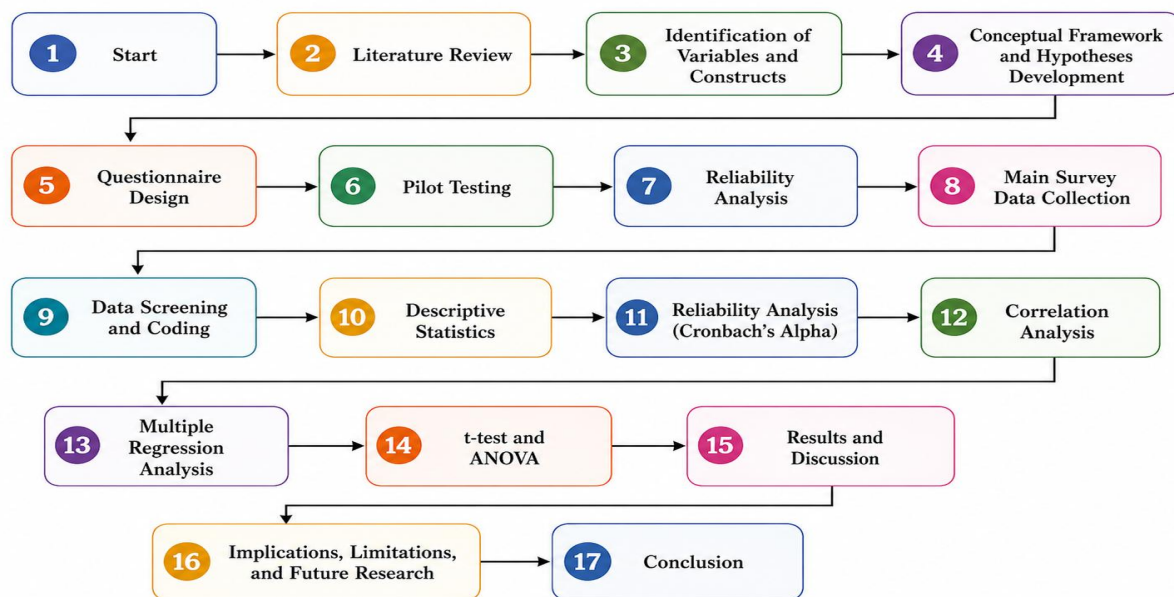 1
Start
2
Literature Review
3
Identification of
Variables and
Constructs
4
Conceptual Framework
and Hypotheses
Development
5
Questionnaire
Design
6
Pilot Testing
7
Reliability
Analysis
8
Main Survey
Data Collection
9
Data Screening
and Coding
10
Descriptive
Statistics
11
Reliability Analysis
(Cronbach's Alpha)
12
Correlation
Analysis
13
Multiple
Regression
Analysis
14
t-test and
ANOVA
15
Results and
Discussion
16
Implications, Limitations,
and Future Research
17
Conclusion